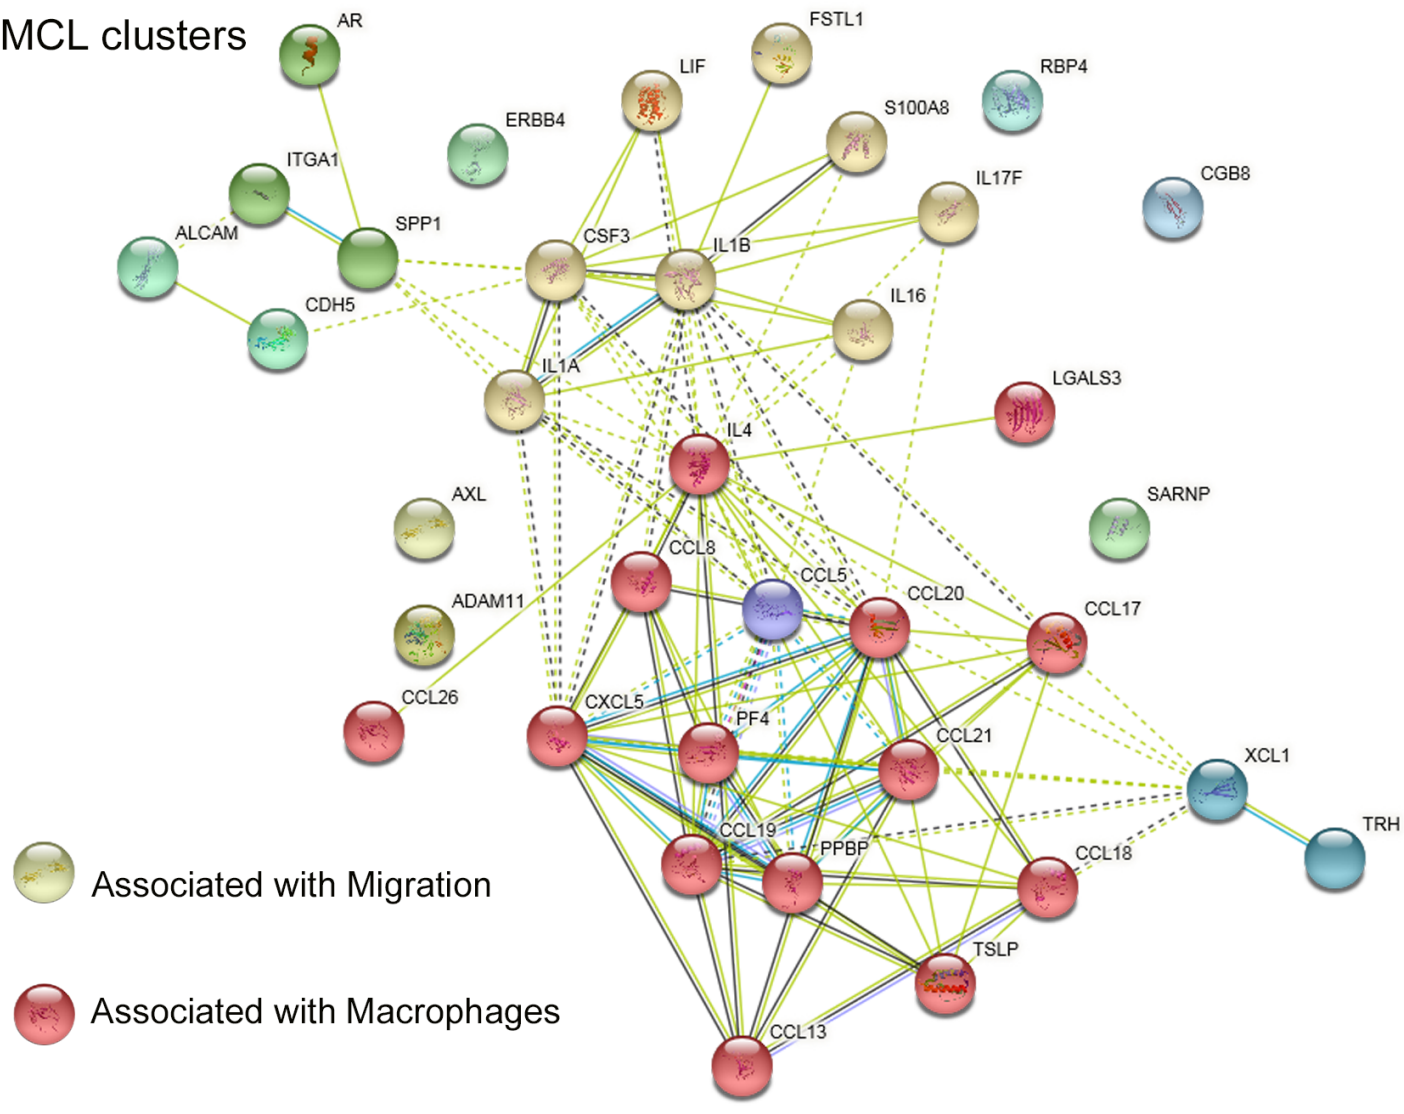 MCL clusters
AR
FSTL1
LIF
RBP4
S100A8
ERBB4
ITGA1
IL17F
CGB8
SPP1
ALCAM
CSF3
IL1B
CDH5
IL16
IL1A
LGALS3
IL4
AXL
SARNP
CCL8
CCL5
CCL20
ADAM11
CCL17
CCL26
CXCL5
PF4
CCL21
XCL1
TRH
CCL19
PPBP
CCL18
Associated with Migration
TSLP
Associated with Macrophages
CCL13